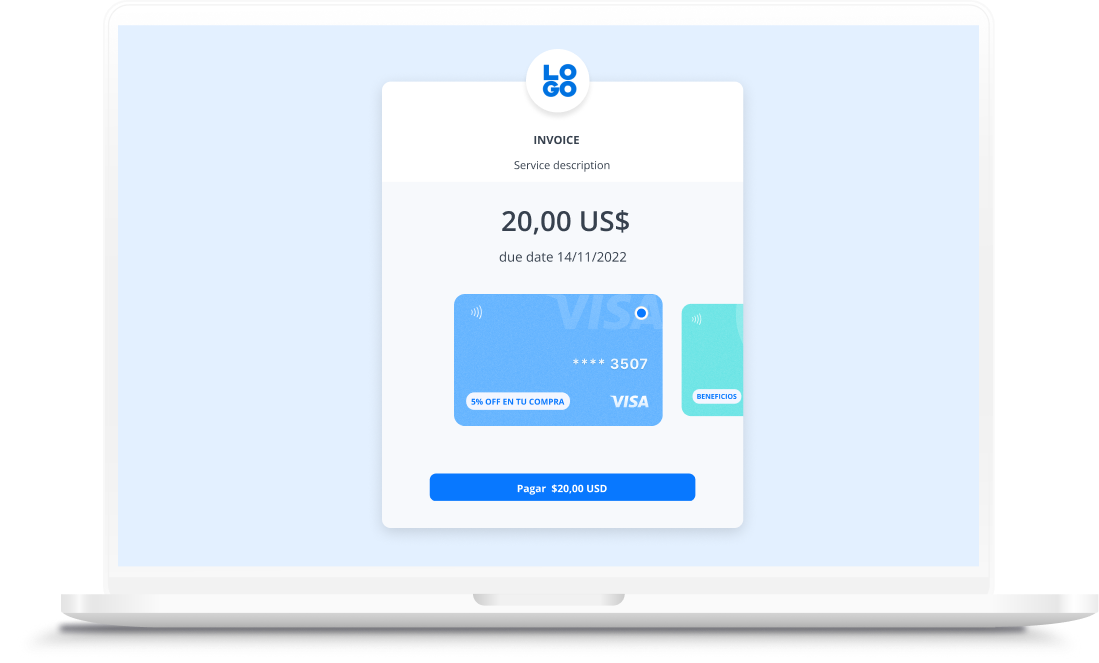 LO
GO
INVOICE
Service description
20,00 US$
due date 14/11/2022
VISA
**** 3507
5% OFF EN TU COMPRA
VISA
BENEFICIOS
Pagar $20,00 USD